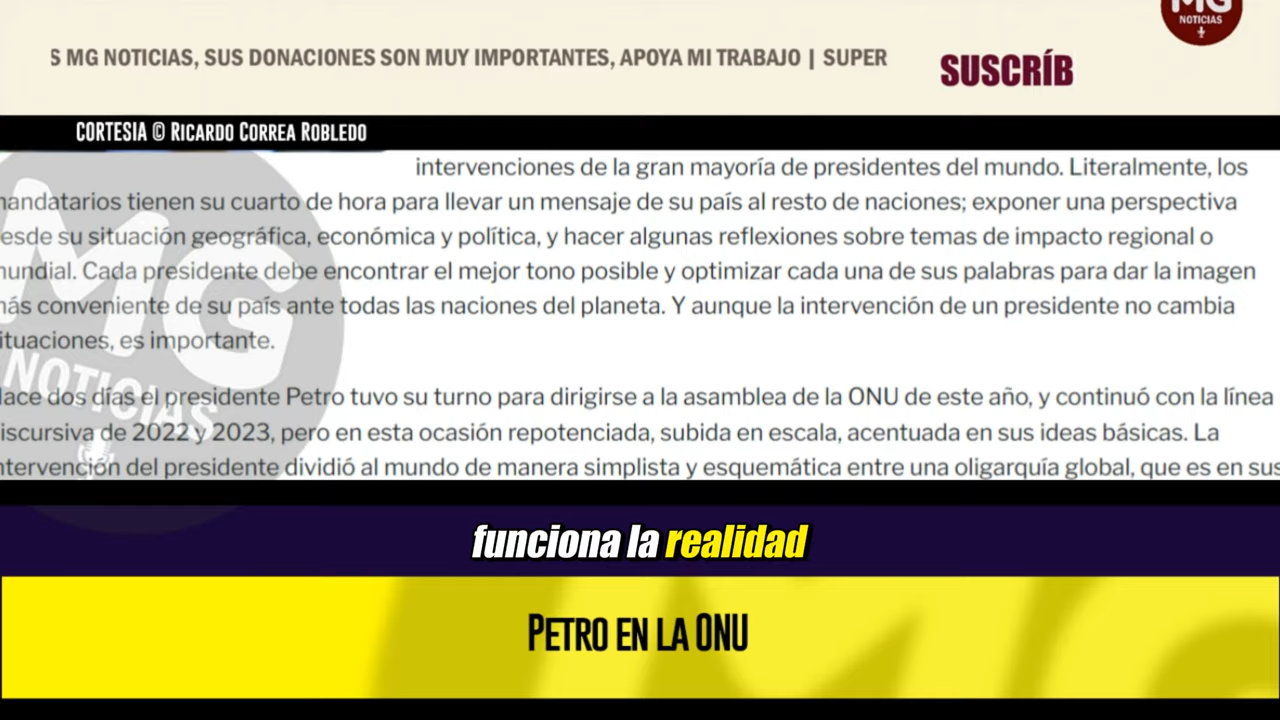 S MG NOTICIAS, SUS DONACIONES SON MUY IMPORTANTES, APOYA MI TRABAJO | SUPER
SUSCRÍB
MG
NOTICIAS
CORTESIA © RICARDO CORREA ROBLEDO
intervenciones de la gran mayoría de presidentes del mundo. Literalmente, los
andatarios tienen su cuarto de hora para llevar un mensaje de su país al resto de naciones; exponer una perspectiva
esde su situación geográfica, económica y política, y hacer algunas reflexiones sobre temas de impacto regional o
undial. Cada presidente debe encontrar el mejor tono posible y optimizar cada una de sus palabras para dar la imagen
ás conveniente de su país ante todas las naciones del planeta. Y aunque la intervención de un presidente no cambia
ituaciones, es importante.
ace dos días el presidente Petro tuvo su turno para dirigirse a la asamblea de la ONU de este año, y continuó con la línea
iscursiva de 2022 y 2023, pero en esta ocasión repotenciada, subida en escala, acentuada en sus ideas básicas. La
ntervención del presidente dividió al mundo de manera simplista y esquemática entre una oligarquía global, que es en sus
MG
NOTICIAS
funciona la realidad
PETRO EN LA ONU